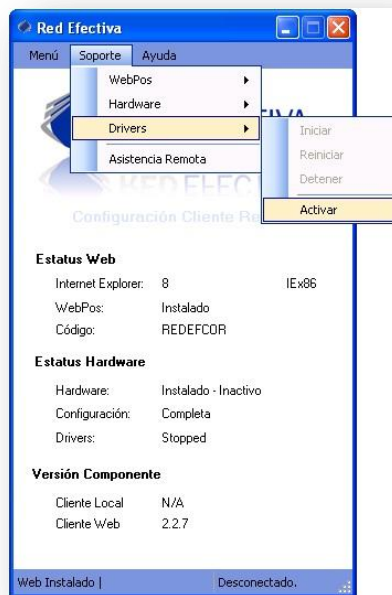 Red Efectiva
Menú Soporte Ayuda
WebPos
Hardware
Drivers
Asistencia Remota
Iniciar
Reiniciar
Detener
Activar
Configuración Cliente
Estatus Web
Internet Explorer: 8 IEx86
WebPos: Instalado
Código: REDEFCOR
Estatus Hardware
Hardware: Instalado - Inactivo
Configuración: Completa
Drivers: Stopped
Versión Componente
Cliente Local N/A
Cliente Web 2.2.7
Web Instalado | Desconectado.